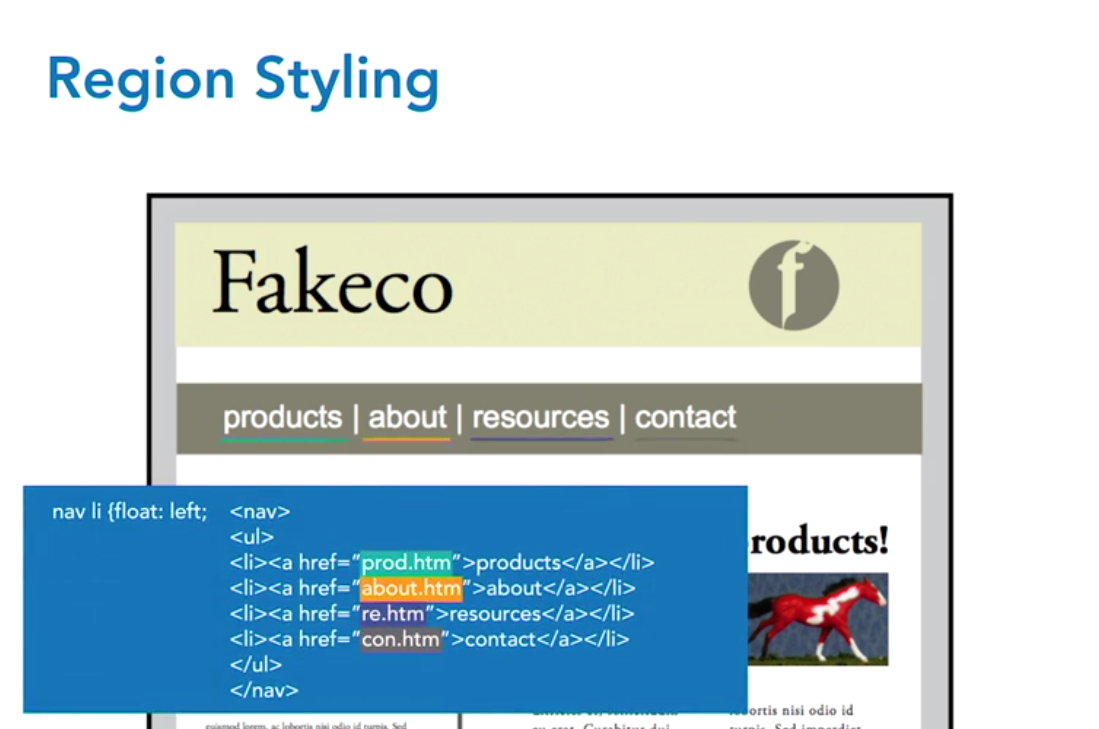 Region Styling
Fakeco
f
products | about | resources | contact
nav li {float: left;
<nav>
<ul>
<li><a href="prod.htm">products</a></li>
<li><a href="about.htm">about</a></li>
<li><a href="re.htm">resources</a></li>
<li><a href="con.htm">contact</a></li>
</ul>
</nav>
roducts!
euismod lorem, ac lobortis nisi odio id turpis. Sed
eu erat. Curabitur dui
lobortis nisi odio id
turpis. Sed imperdiet